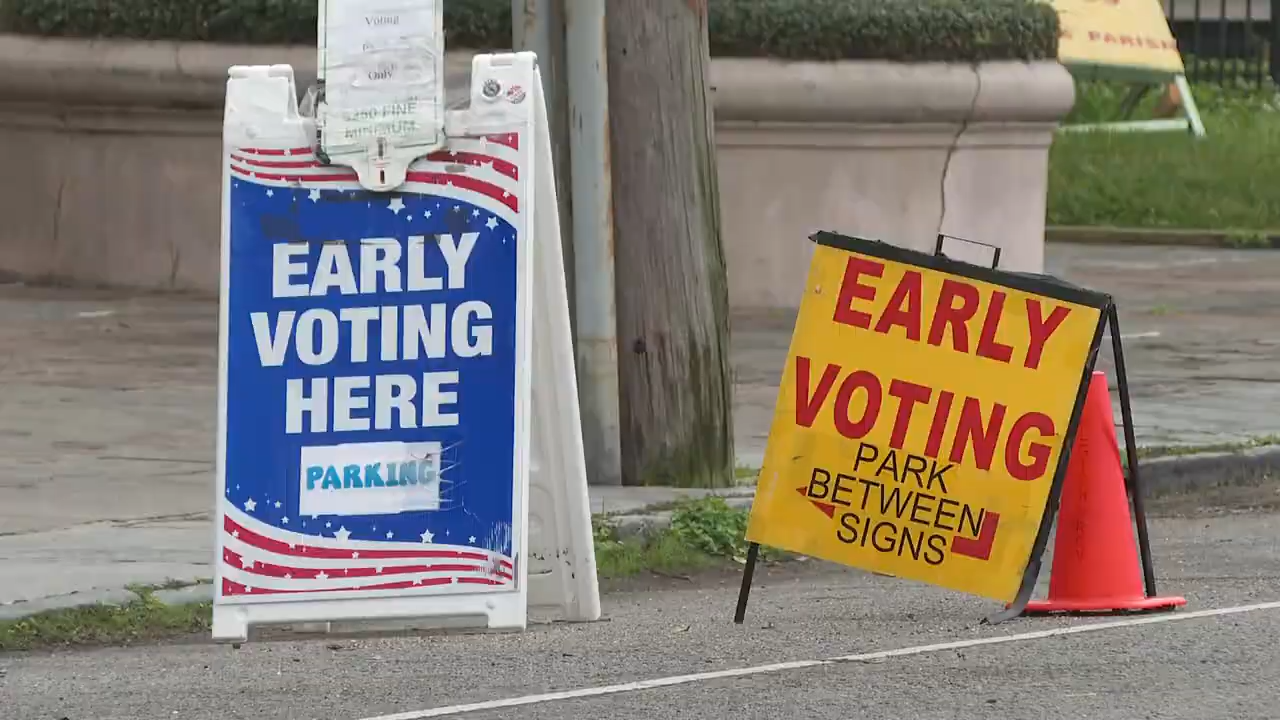 Voting
Only
$250 FINE
MINIMUM
EARLY
VOTING
HERE
PARKING
EARLY
VOTING
PARK
BETWEEN
SIGNS
PARISH